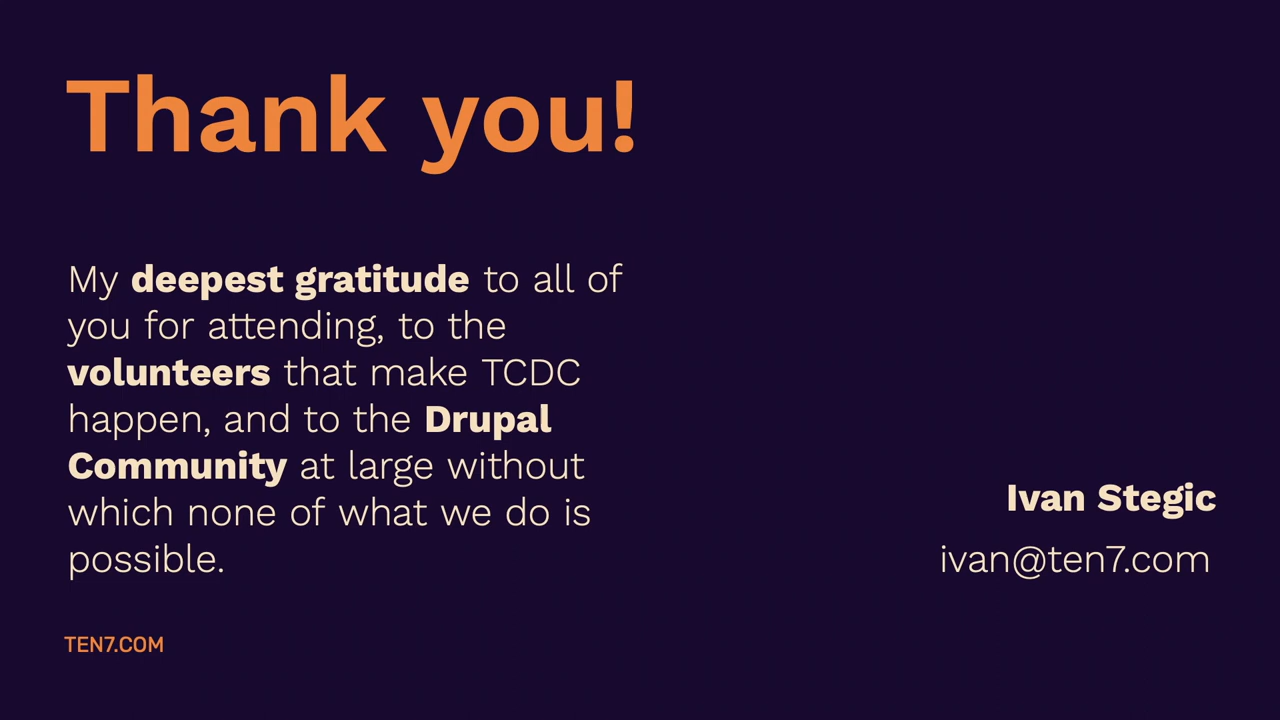 Thank you!
My deepest gratitude to all of
you for attending, to the
volunteers that make TCDC
happen, and to the Drupal
Community at large without
which none of what we do is
possible.
Ivan Stegic
ivan@ten7.com
TEN7.COM